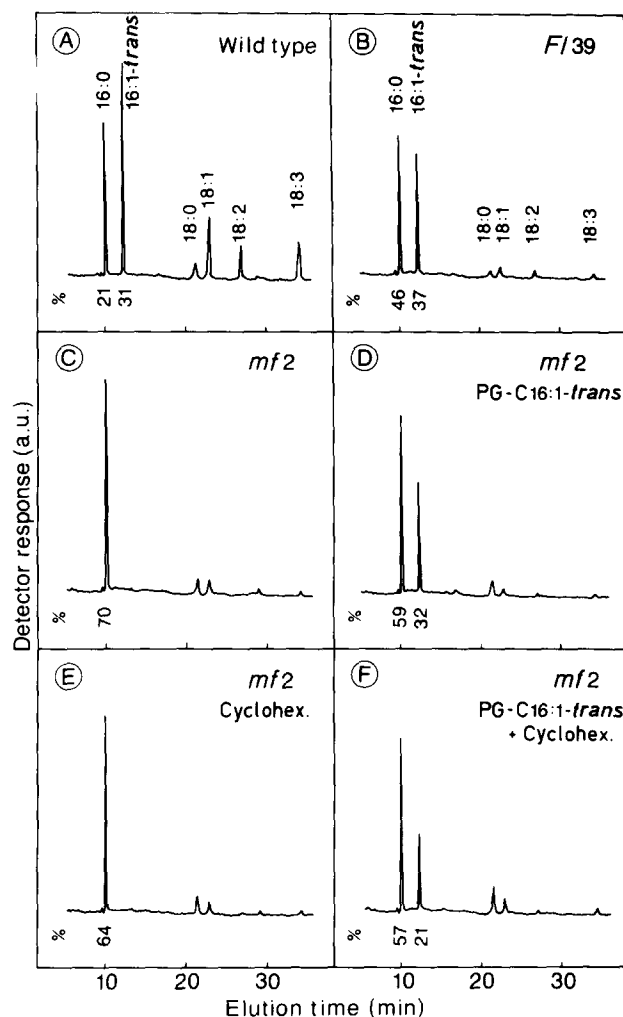 A
Wild type
16:0
16:1-trans
18:0
18:1
18:2
18:3
%
21
31
B
Fl 39
16:0
16:1-trans
18:0
18:1
18:2
18:3
%
46
37
C
mf2
%
70
D
mf2
PG-C16:1-trans
%
59
32
E
mf2
Cyclohex.
%
64
F
mf2
PG-C16:1-trans
+ Cyclohex.
%
57
21
Detector response (a.u.)
10
20
30
10
20
30
Elution time (min)